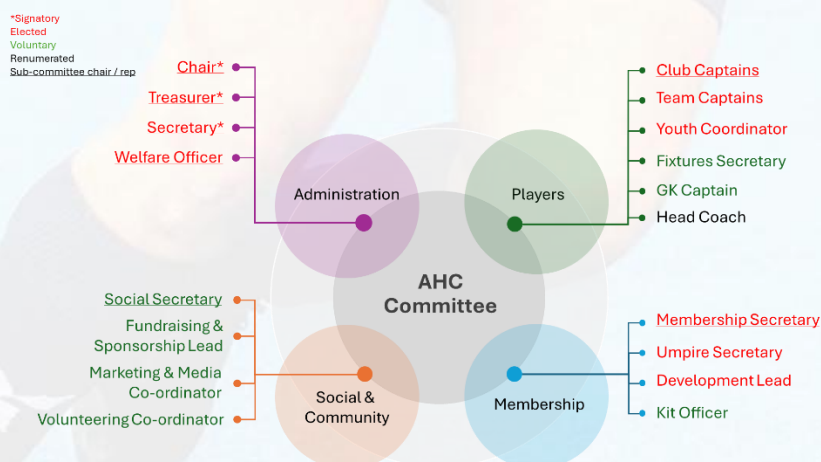 *Signatory
Elected
Voluntary
Renumerated
Sub-committee chair / rep
Chair*
Treasurer*
Secretary*
Welfare Officer
Administration
Players
Club Captains
Team Captains
Youth Coordinator
Fixtures Secretary
GK Captain
Head Coach
AHC
Committee
Social Secretary
Fundraising &
Sponsorship Lead
Marketing & Media
Co-ordinator
Volunteering Co-ordinator
Social &
Community
Membership
Membership Secretary
Umpire Secretary
Development Lead
Kit Officer